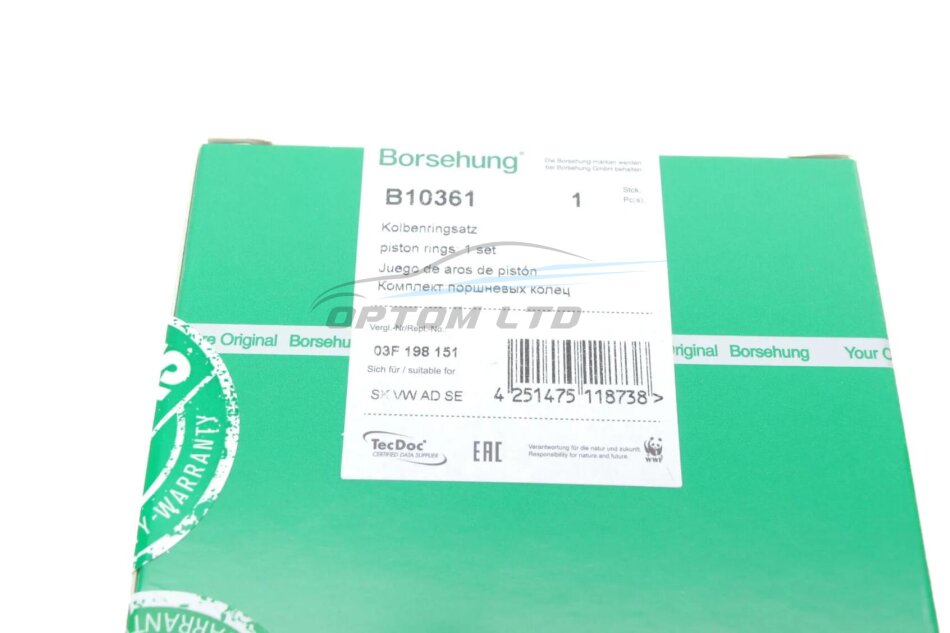 Borsehung®
Die Borsehung marken werden
bei Borsehung GmbH behalten
B10361
1
Stck.
Pc(s).
Kolbenringsatz
piston rings, 1 set
Juego de aros de pistón
Комплект поршневых колец
OPTOM LTD
Vergl.-Nr/Repl.-No.
03F 198 151
Sich für / suitable for
SK VW AD SE
4 251475 118738 >
TecDoc®
CERTIFIED DATA SUPPLIER
EAC
Verantwortung für die natur und zukunft.
Responsibility for nature and future.
WWF
re Original Borsehu
riginal Borsehung Your O
Y-WARRANTY
WARRANT